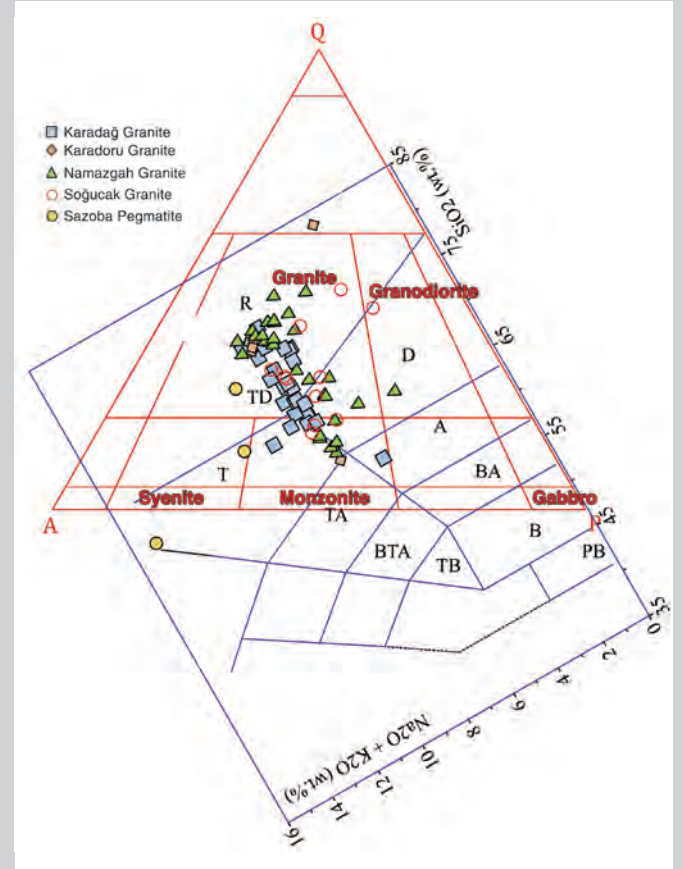 Q
Karadağ Granite
Karadoru Granite
Namazgah Granite
Soğucak Granite
Sazoba Pegmatite
85
SiO2 (wt.%)
75
Granite
Granodiorite
R
65
D
TD
55
A
T
BA
Syenite
Monzonite
Gabbro
A
TA
P
45
B
BTA
TB
PB
35
0
2
4
6
8
10
12
14
16
Na2O + K2O (wt.%)